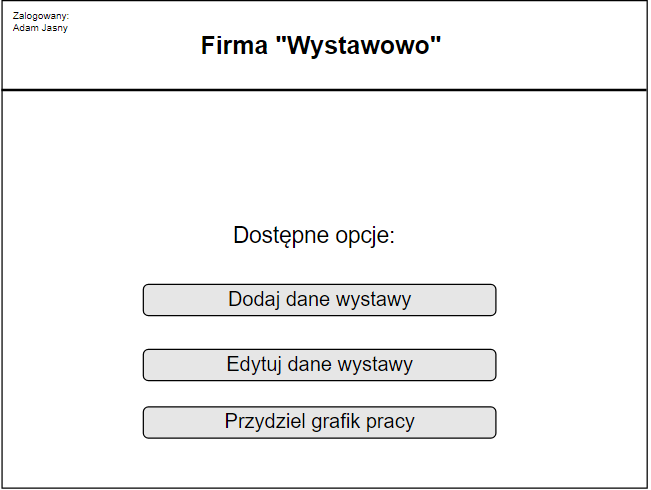 Zalogowany:
Adam Jasny
Firma "Wystawowo"
Dostępne opcje:
Dodaj dane wystawy
Edytuj dane wystawy
Przydziel grafik pracy